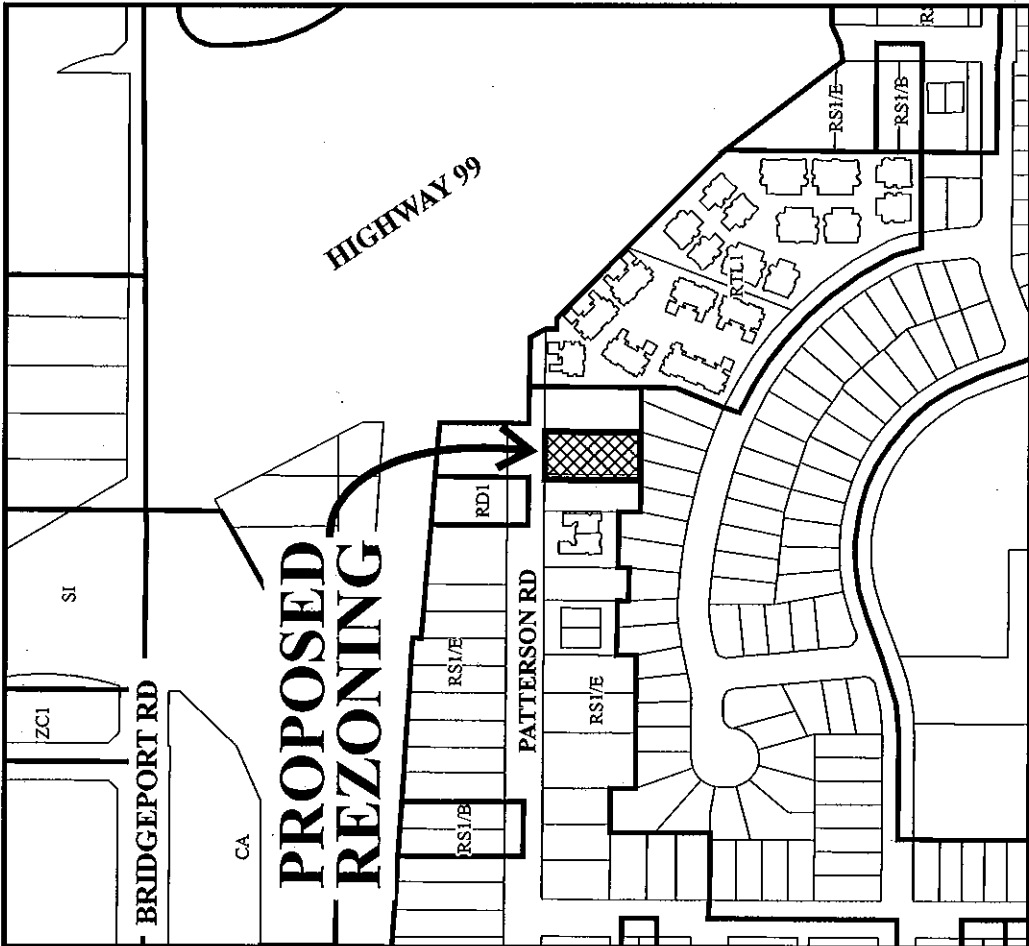 HIGHWAY 99
RS1/E
RS1/B
RTL1
SI
ZC1
BRIDGEPORT RD
CA
PROPOSED
REZONING
RD1
RS1/E
RS1/B
PATTERSON RD
RS1/E